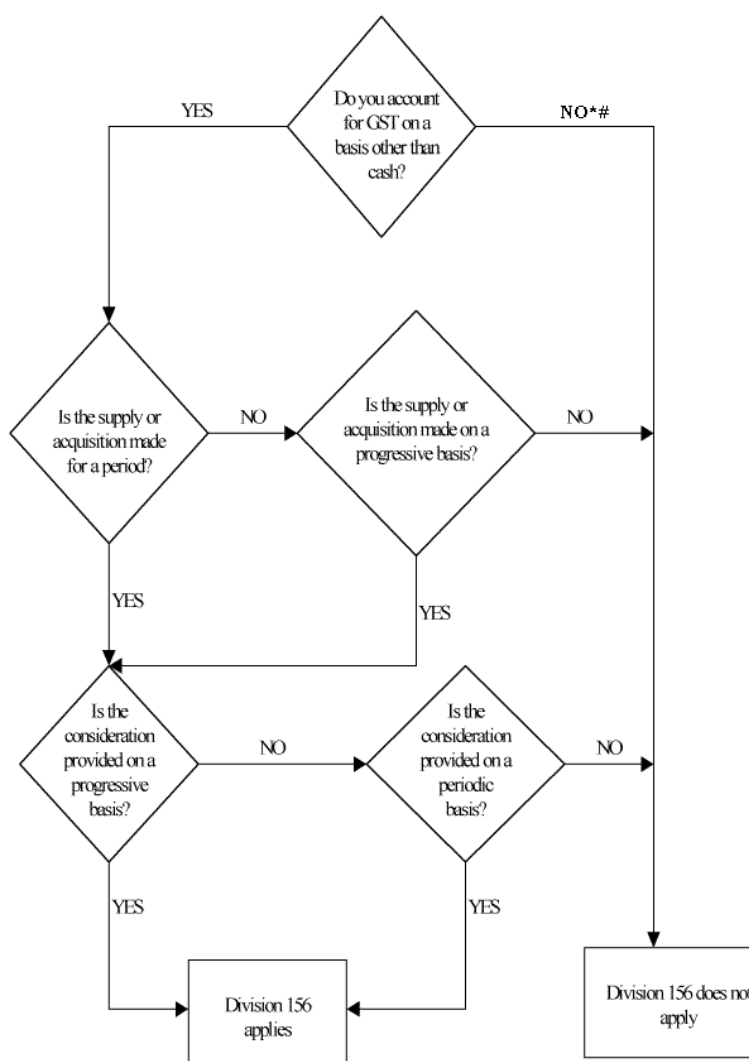 Do you account
for GST on a
basis other than
cash?
YES
NO*#
Is the supply or
acquisition made
for a period?
NO
Is the supply or
acquisition made on a
progressive basis?
NO
YES
YES
Is the
consideration
provided on a
progressive
basis?
NO
Is the
consideration
provided on a
periodic
basis?
NO
YES
YES
Division 156
applies
Division 156 does not
apply